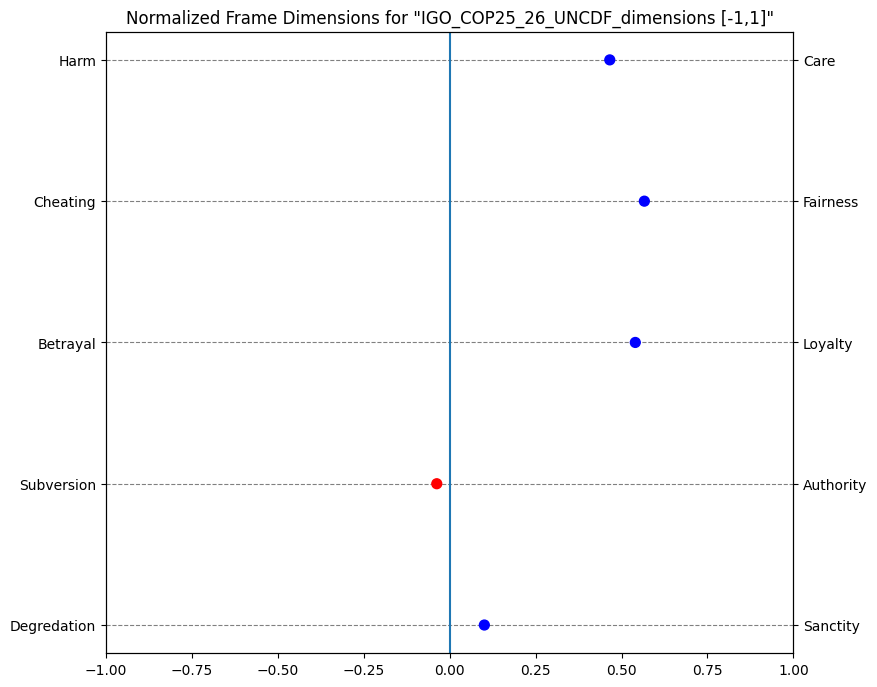 Normalized Frame Dimensions for "IGO_COP25_26_UNCDF_dimensions [-1,1]"
Harm Care
Cheating Fairness
Betrayal Loyalty
Subversion Authority
Degredation Sanctity
−1.00 −0.75 −0.50 −0.25 0.00 0.25 0.50 0.75 1.00